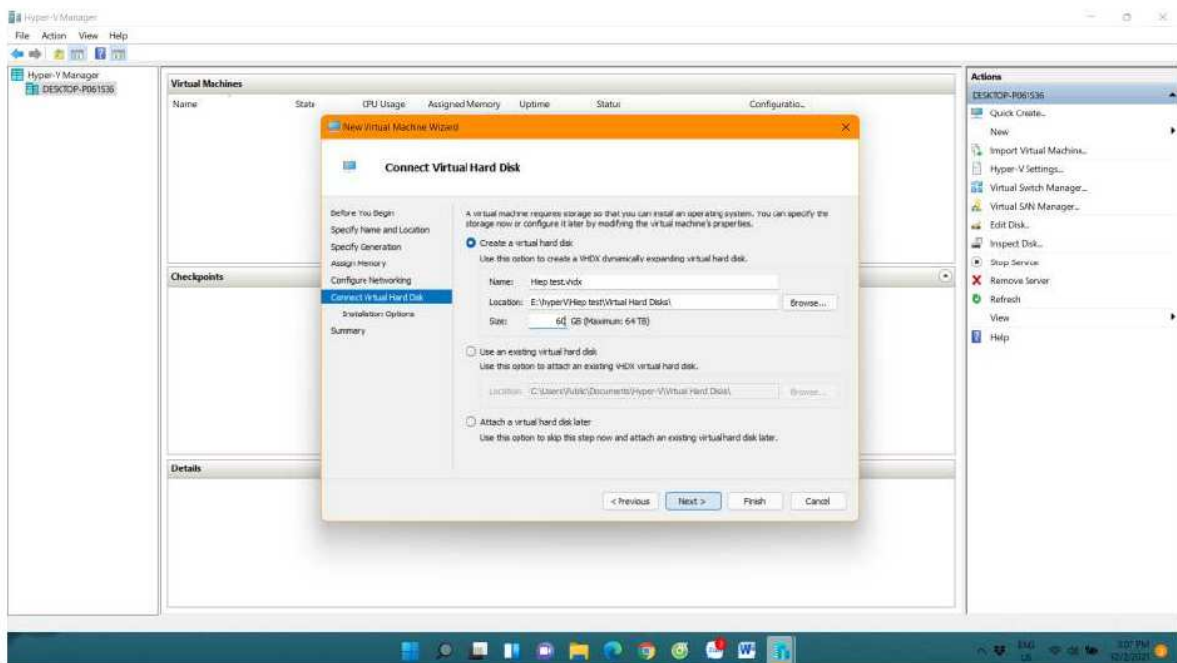 Hyper-V Manager
File Action View Help
Hyper-V Manager
DESKTOP-P061S36
Virtual Machines
Name State CPU Usage Assigned Memory Uptime Status Configuratio...
Checkpoints
Details
New Virtual Machine Wizard
Connect Virtual Hard Disk
Before You Begin
Specify Name and Location
Specify Generation
Assign Memory
Configure Networking
Connect Virtual Hard Disk
Installation Options
Summary
A virtual machine requires storage so that you can install an operating system. You can specify the
storage now or configure it later by modifying the virtual machine's properties.
Create a virtual hard disk
Use this option to create a VHDX dynamically expanding virtual hard disk.
Name: Hiep test.vhdx
Location: E:\hyperV\Hiep test\Virtual Hard Disks\ Browse...
Size: 60 GB (Maximum: 64 TB)
Use an existing virtual hard disk
Use this option to attach an existing VHDX virtual hard disk.
Location: C:\Users\Public\Documents\Hyper-V\Virtual Hard Disks\ Browse...
Attach a virtual hard disk later
Use this option to skip this step now and attach an existing virtual hard disk later.
< Previous Next > Finish Cancel
Actions
DESKTOP-P061S36
Quick Create...
New
Import Virtual Machine...
Hyper-V Settings...
Virtual Switch Manager...
Virtual SAN Manager...
Edit Disk...
Inspect Disk...
Stop Service
Remove Server
Refresh
View
Help
ENG
US
3:07 PM
12/2/2021